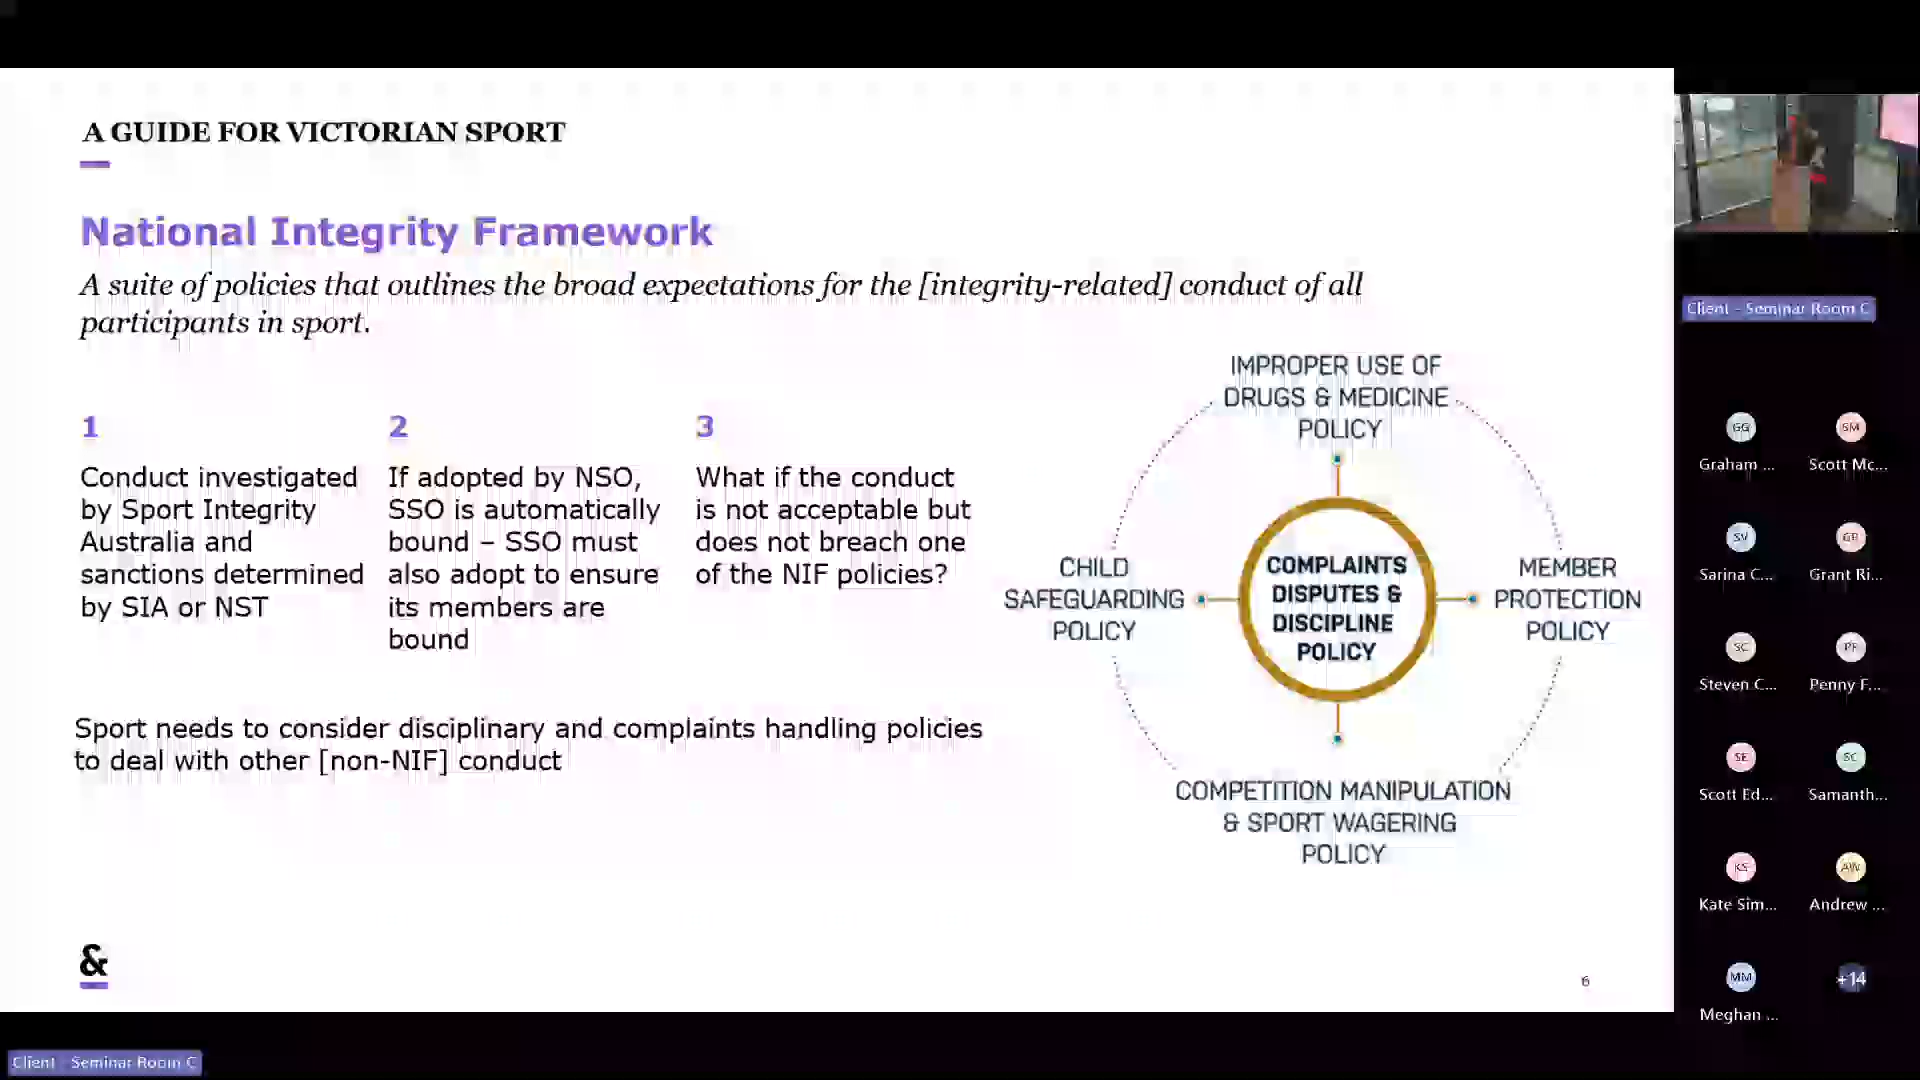 A GUIDE FOR VICTORIAN SPORT
National Integrity Framework
A suite of policies that outlines the broad expectations for the [integrity-related] conduct of all
participants in sport.
1
Conduct investigated
by Sport Integrity
Australia and
sanctions determined
by SIA or NST
2
If adopted by NSO,
SSO is automatically
bound – SSO must
also adopt to ensure
its members are
bound
3
What if the conduct
is not acceptable but
does not breach one
of the NIF policies?
Sport needs to consider disciplinary and complaints handling policies
to deal with other [non-NIF] conduct
IMPROPER USE OF
DRUGS & MEDICINE
POLICY
CHILD
SAFEGUARDING
POLICY
COMPLAINTS
DISPUTES &
DISCIPLINE
POLICY
MEMBER
PROTECTION
POLICY
COMPETITION MANIPULATION
& SPORT WAGERING
POLICY
&
6
Client - Seminar Room C
GG
Graham ...
SM
Scott Mc...
SV
Sarina C...
GR
Grant Ri...
SC
Steven C...
PF
Penny F...
SE
Scott Ed...
SC
Samanth...
KS
Kate Sim...
AW
Andrew ...
MM
Meghan ...
+14
Client - Seminar Room C